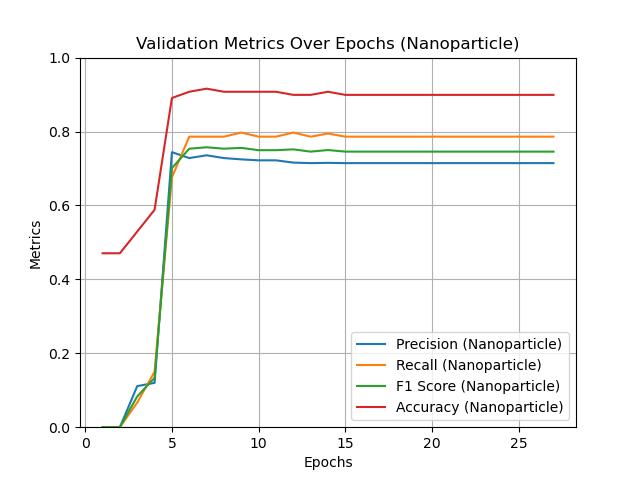 Validation Metrics Over Epochs (Nanoparticle)
1.0
0.8
0.6
0.4
0.2
0.0
Metrics
0 5 10 15 20 25
Epochs
Precision (Nanoparticle)
Recall (Nanoparticle)
F1 Score (Nanoparticle)
Accuracy (Nanoparticle)